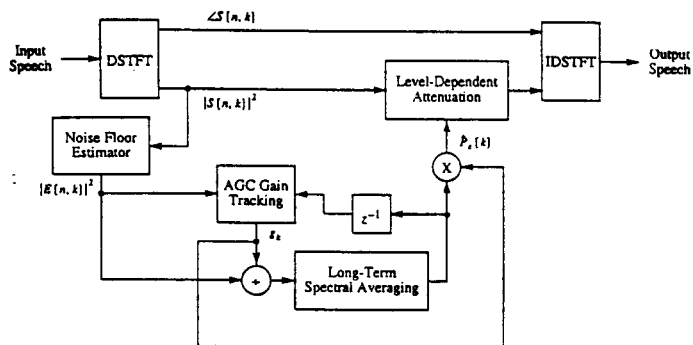 ∠S[n, k]
Input
Speech
DSTFT
IDSTFT
Output
Speech
Level-Dependent
Attenuation
|S[n, k]|²
Noise Floor
Estimator
P̂ₑ[k]
X
|E[n, k]|²
AGC Gain
Tracking
z⁻¹
gₖ
÷
Long-Term
Spectral Averaging